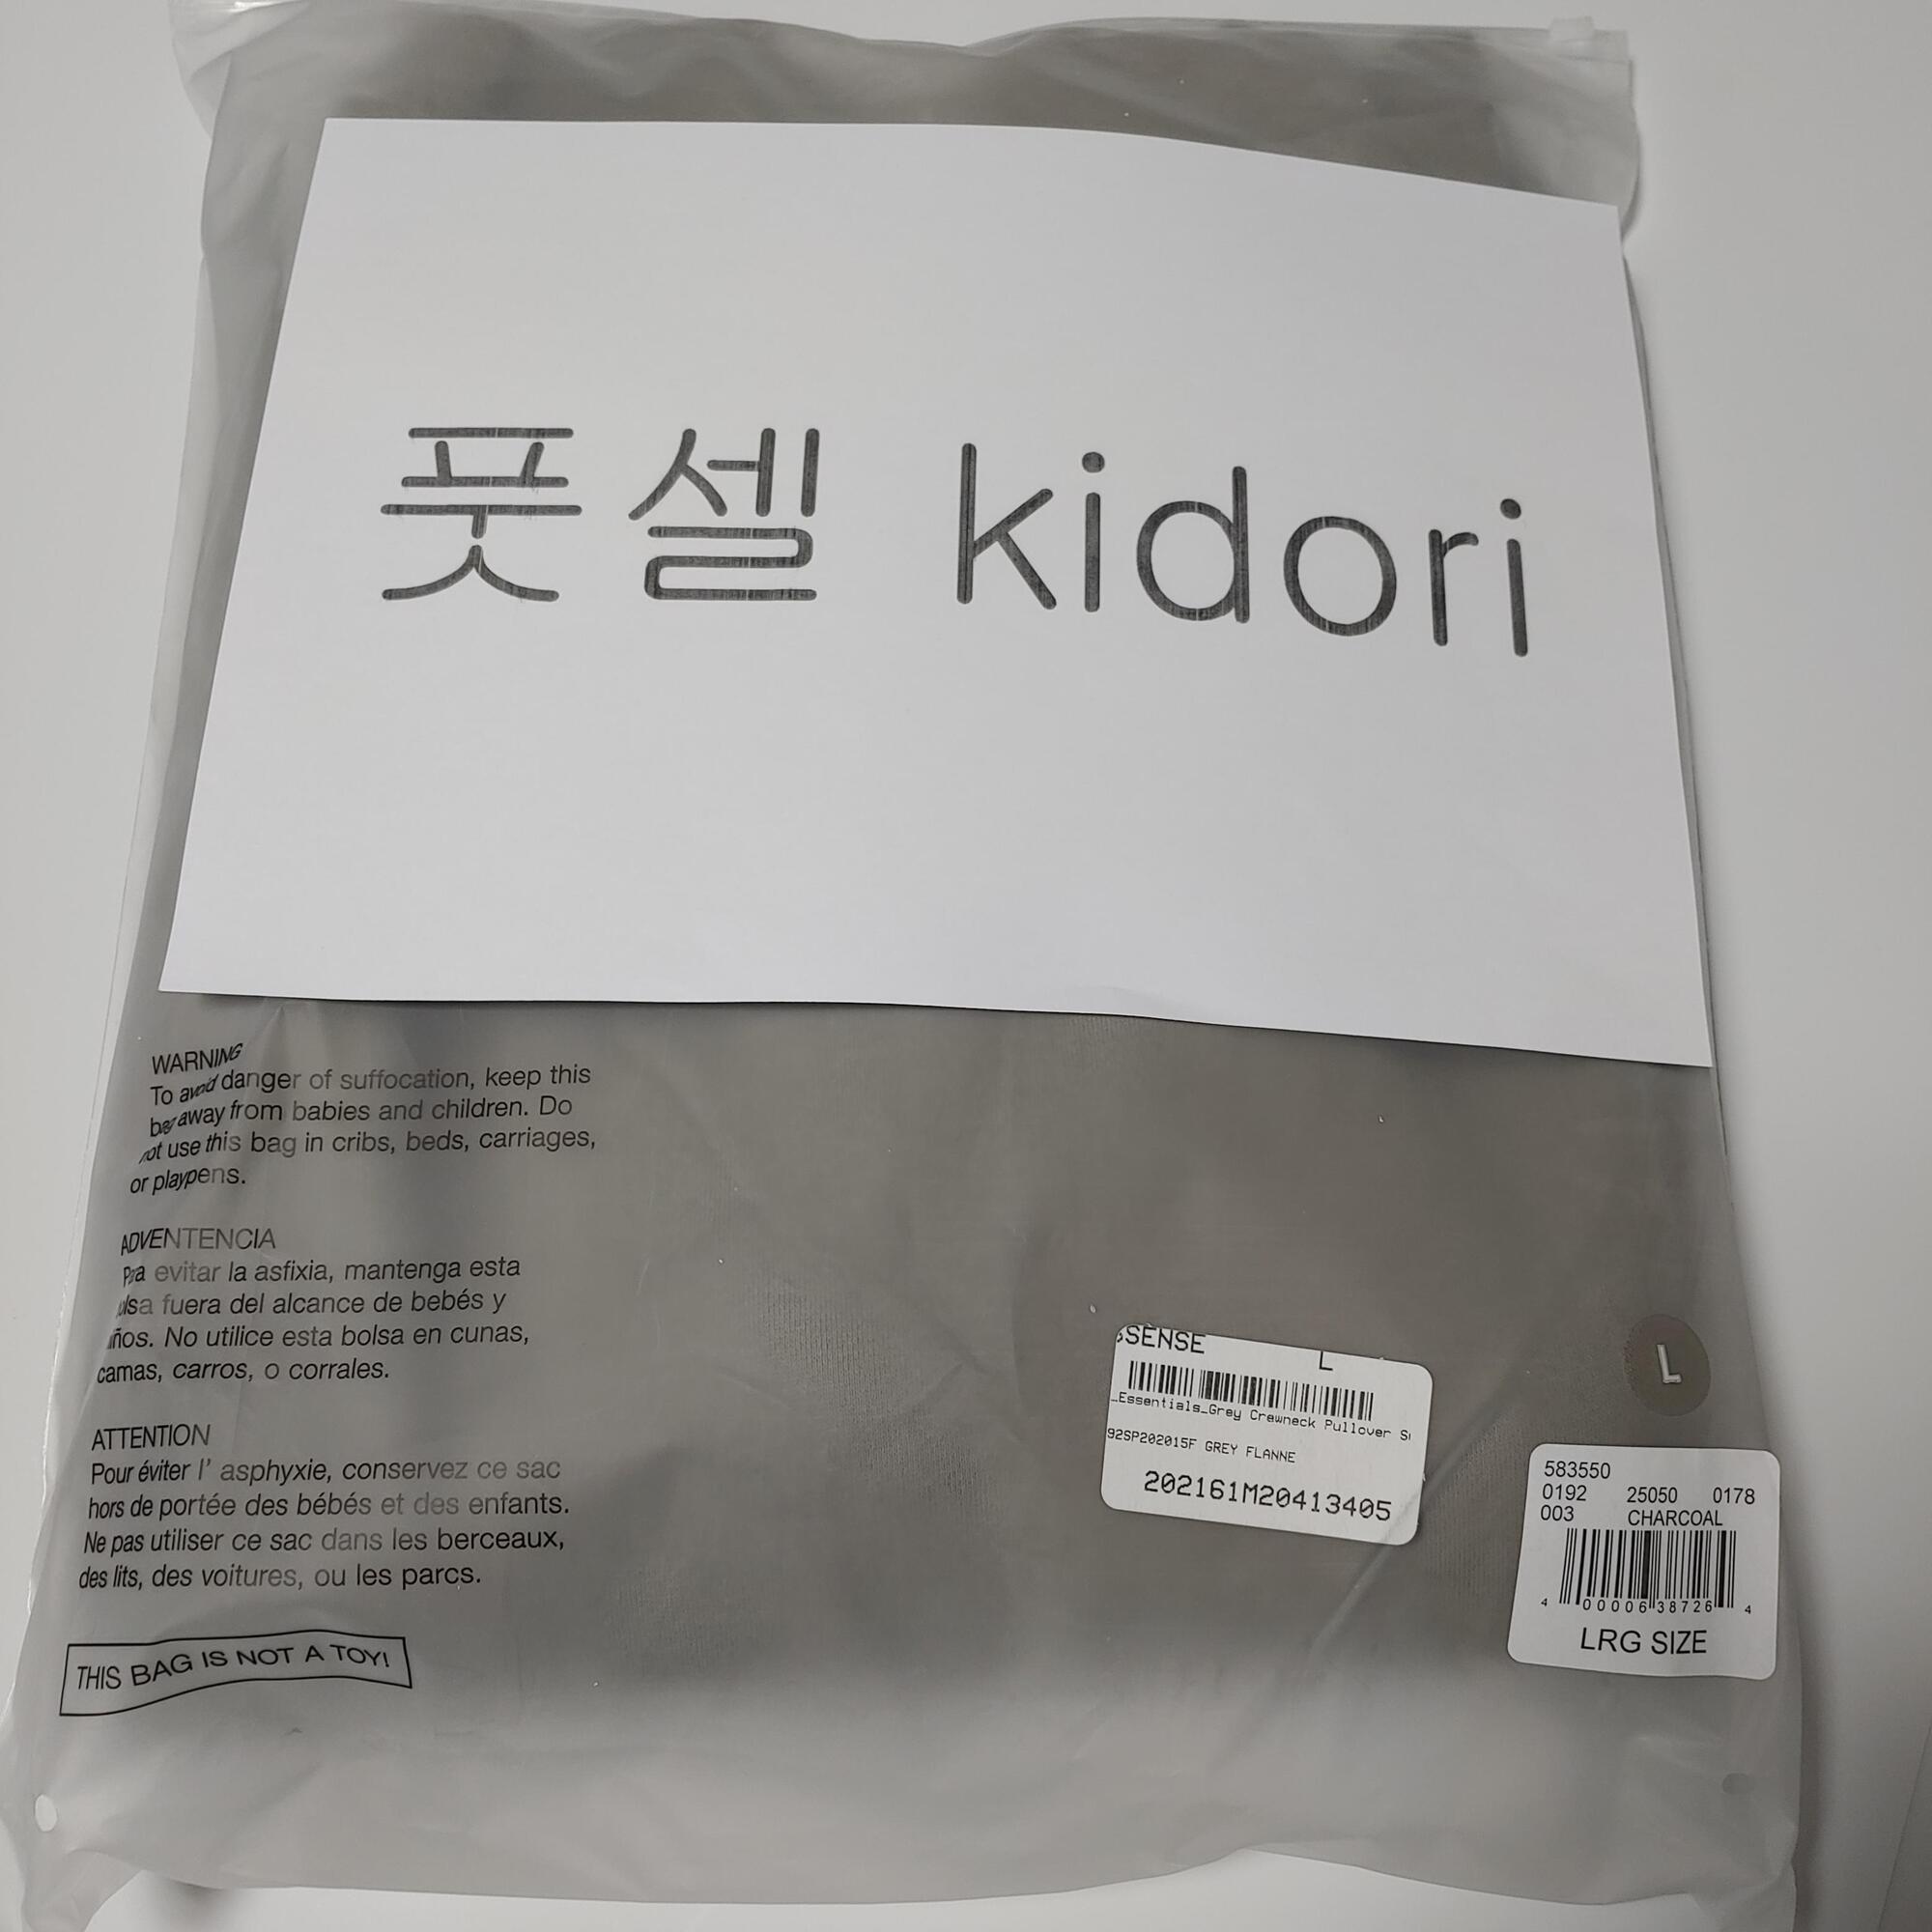 풋셀 kidori
WARNING
To avoid danger of suffocation, keep this
bag away from babies and children. Do
not use this bag in cribs, beds, carriages,
or playpens.
ADVENTENCIA
Para evitar la asfixia, mantenga esta
olsa fuera del alcance de bebés y
iños. No utilice esta bolsa en cunas,
camas, carros, o corrales.
ATTENTION
Pour éviter l' asphyxie, conservez ce sac
hors de portée des bébés et des enfants.
Ne pas utiliser ce sac dans les berceaux,
des lits, des voitures, ou les parcs.
THIS BAG IS NOT A TOY!
SENSE L
_Essentials_Grey Crewneck Pullover
92SP202015F GREY FLANNE
202161M20413405
L
583550
0192 25050 0178
003 CHARCOAL
4 00006 38726 4
LRG SIZE